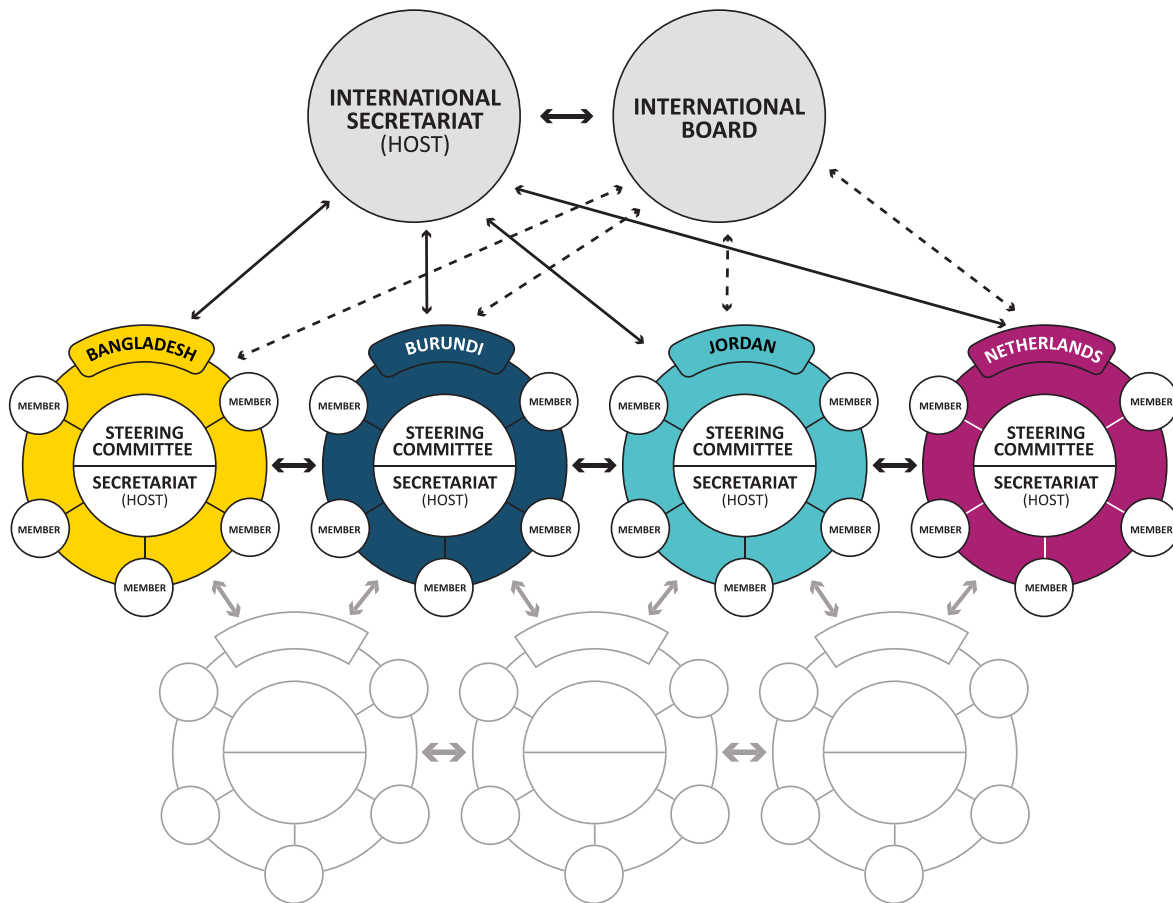 INTERNATIONAL
SECRETARIAT
(HOST)
INTERNATIONAL
BOARD
BANGLADESH
MEMBER
MEMBER
STEERING
COMMITTEE
SECRETARIAT
(HOST)
MEMBER
MEMBER
MEMBER
BURUNDI
MEMBER
MEMBER
STEERING
COMMITTEE
SECRETARIAT
(HOST)
MEMBER
MEMBER
MEMBER
JORDAN
MEMBER
MEMBER
STEERING
COMMITTEE
SECRETARIAT
(HOST)
MEMBER
MEMBER
MEMBER
NETHERLANDS
MEMBER
MEMBER
STEERING
COMMITTEE
SECRETARIAT
(HOST)
MEMBER
MEMBER
MEMBER